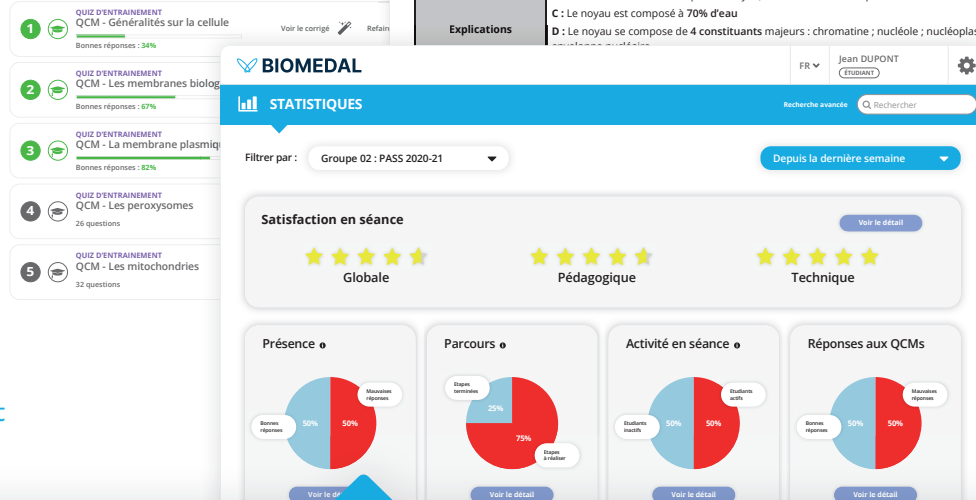 QUIZ D'ENTRAINEMENT
1
QCM - Généralités sur la cellule
Bonnes réponses : 34%
Voir le corrigé
QUIZ D'ENTRAINEMENT
2
QCM - Les membranes
Bonnes réponses : 67%
QUIZ D'ENTRAINEMENT
3
QCM - La membrane
Bonnes réponses : 82%
QUIZ D'ENTRAINEMENT
4
QCM - Les peroxysomes
26 questions
QUIZ D'ENTRAINEMENT
5
QCM - Les mitochondries
32 questions
Explications
C : Le noyau est composé à 70% d'eau
D : Le noyau se compose de 4 constituants majeurs : chromatine ; nucléole ;
BIOMEDAL
FR
Jean DUPONT
ÉTUDIANT
STATISTIQUES
Recherche avancée
Rechercher
Filtrer par :
Groupe 02 : PASS 2020-21
Depuis la dernière semaine
Satisfaction en séance
Voir le détail
Globale
Pédagogique
Technique
Présence
Mauvaises
réponses
Bonnes
réponses
50%
50%
Voir le
Parcours
Etapes
terminées
25%
75%
Etapes
à réaliser
Voir le détail
Activité en séance
Etudiants
actifs
Etudiants
inactifs
50%
50%
Voir le détail
Réponses aux QCMs
Mauvaises
réponses
Bonnes
réponses
50%
50%
Voir le détail